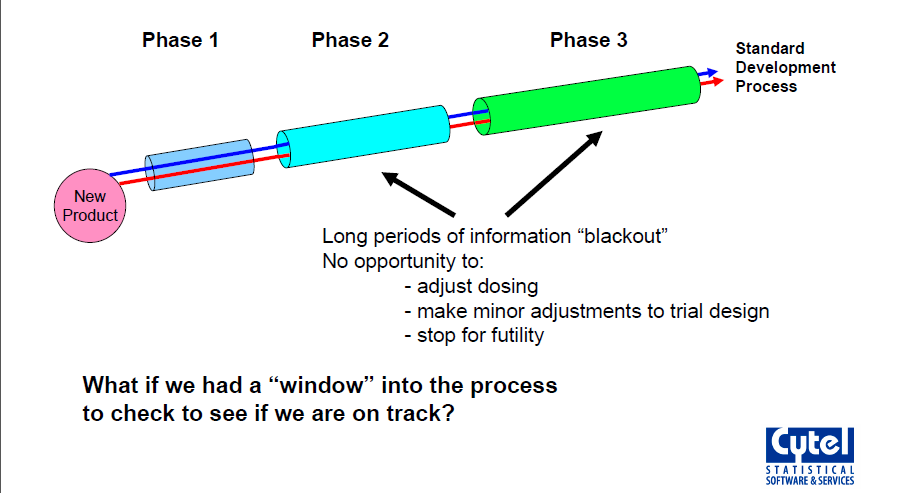 Phase 1
Phase 2
Phase 3
Standard
Development
Process
New
Product
Long periods of information “blackout”
No opportunity to:
- adjust dosing
- make minor adjustments to trial design
- stop for futility
What if we had a “window” into the process
to check to see if we are on track?
Cytel
STATISTICAL
SOFTWARE & SERVICES